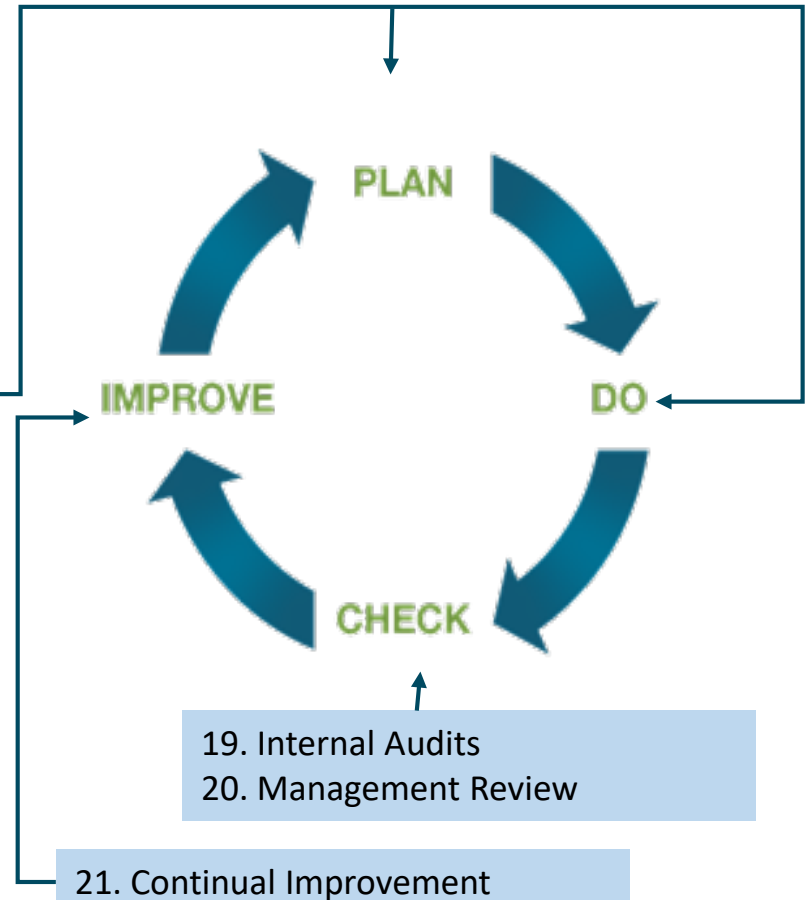 PLAN
IMPROVE
DO
CHECK
19. Internal Audits
20. Management Review
21. Continual Improvement